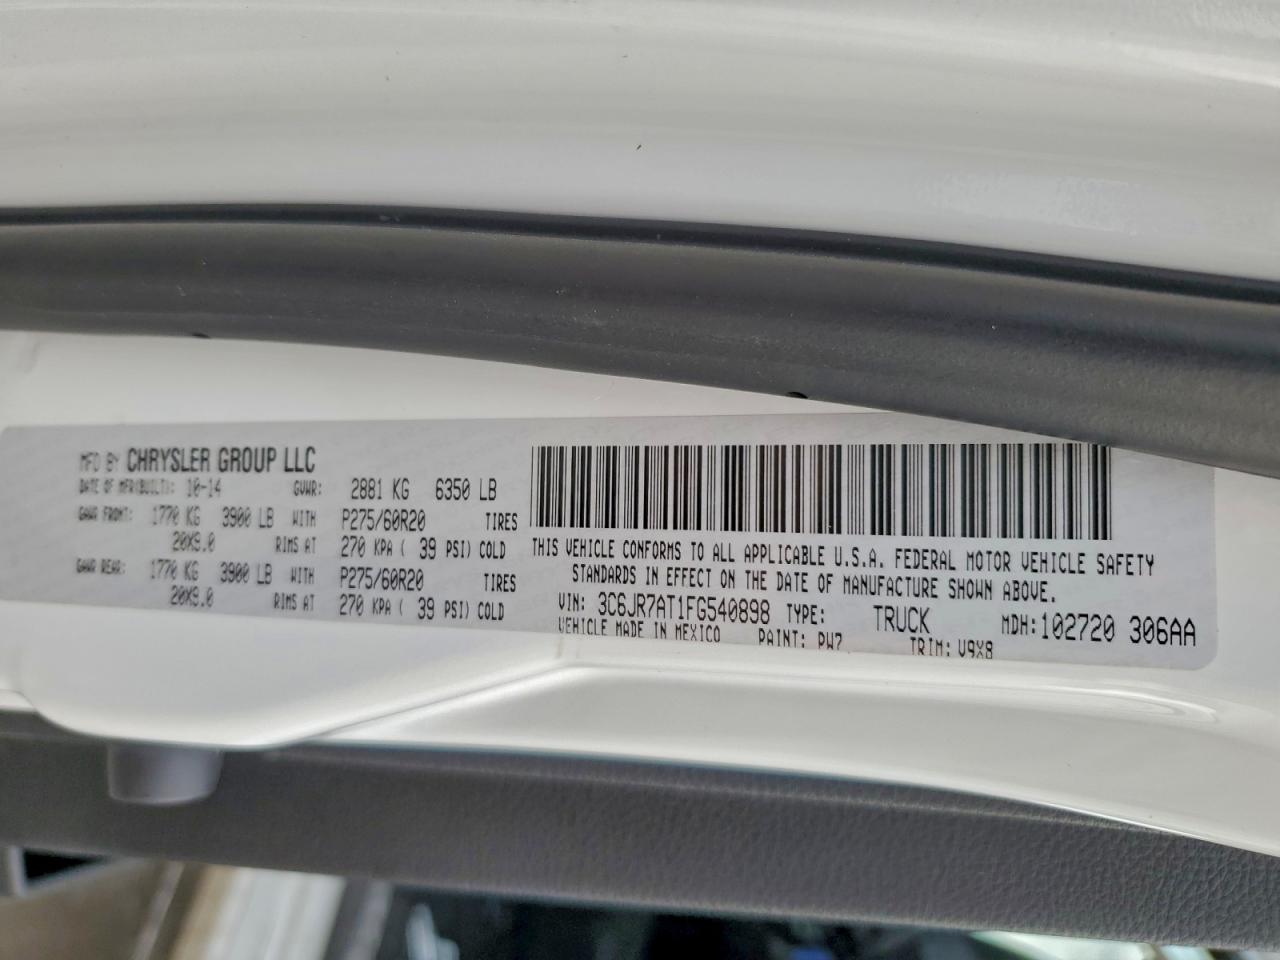 MFD BY CHRYSLER GROUP LLC
DATE OF MFR(BUILT): 10-14 GVWR: 2881 KG 6350 LB
GAWR FRONT: 1770 KG 3900 LB WITH P275/60R20 TIRES
20X9.0 RIMS AT 270 KPA ( 39 PSI) COLD
GAWR REAR: 1770 KG 3900 LB WITH P275/60R20 TIRES
20X9.0 RIMS AT 270 KPA ( 39 PSI) COLD
THIS VEHICLE CONFORMS TO ALL APPLICABLE U.S.A. FEDERAL MOTOR VEHICLE SAFETY
STANDARDS IN EFFECT ON THE DATE OF MANUFACTURE SHOWN ABOVE.
VIN: 3C6JR7AT1FG540898 TYPE: TRUCK MDH:102720 306AA
VEHICLE MADE IN MEXICO PAINT: PW7 TRIM: V9X8